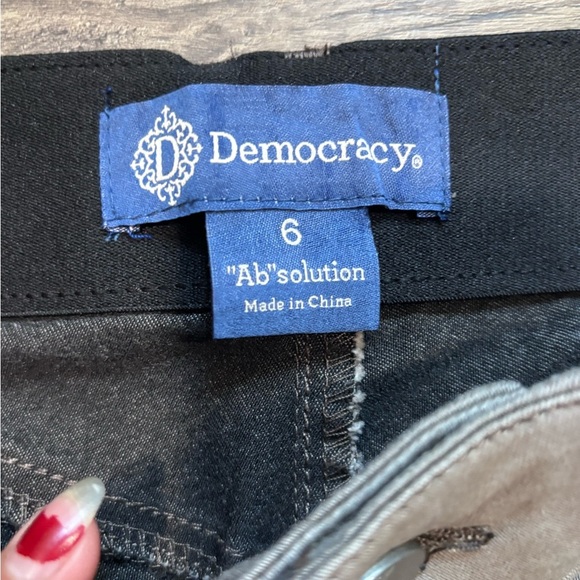 D Democracy®
6
"Ab"solution
Made in China